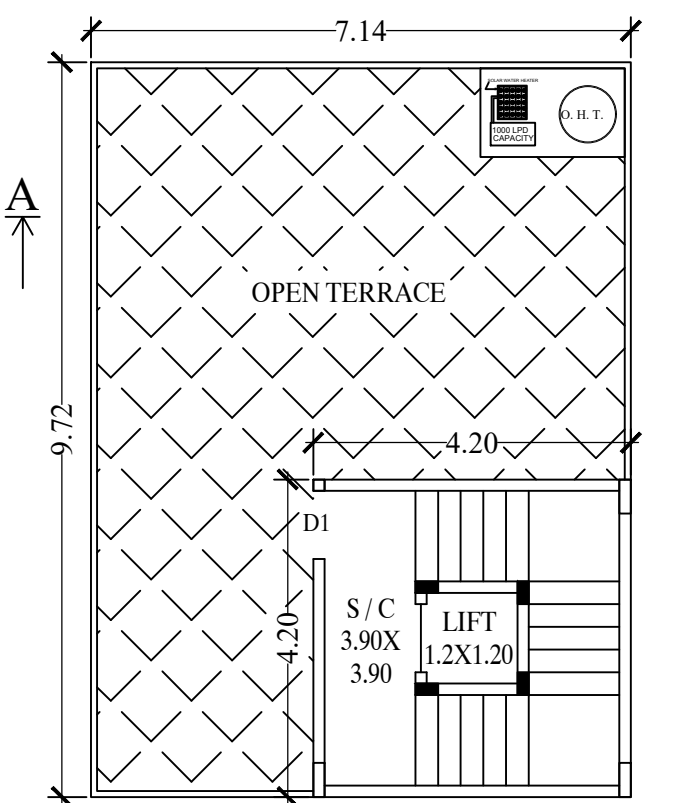 7.14
SOLAR WATER HEATER
O. H. T.
1000 LPD
CAPACITY
A
OPEN TERRACE
9.72
4.20
D1
4.20
S / C
3.90X
3.90
LIFT
1.2X1.20